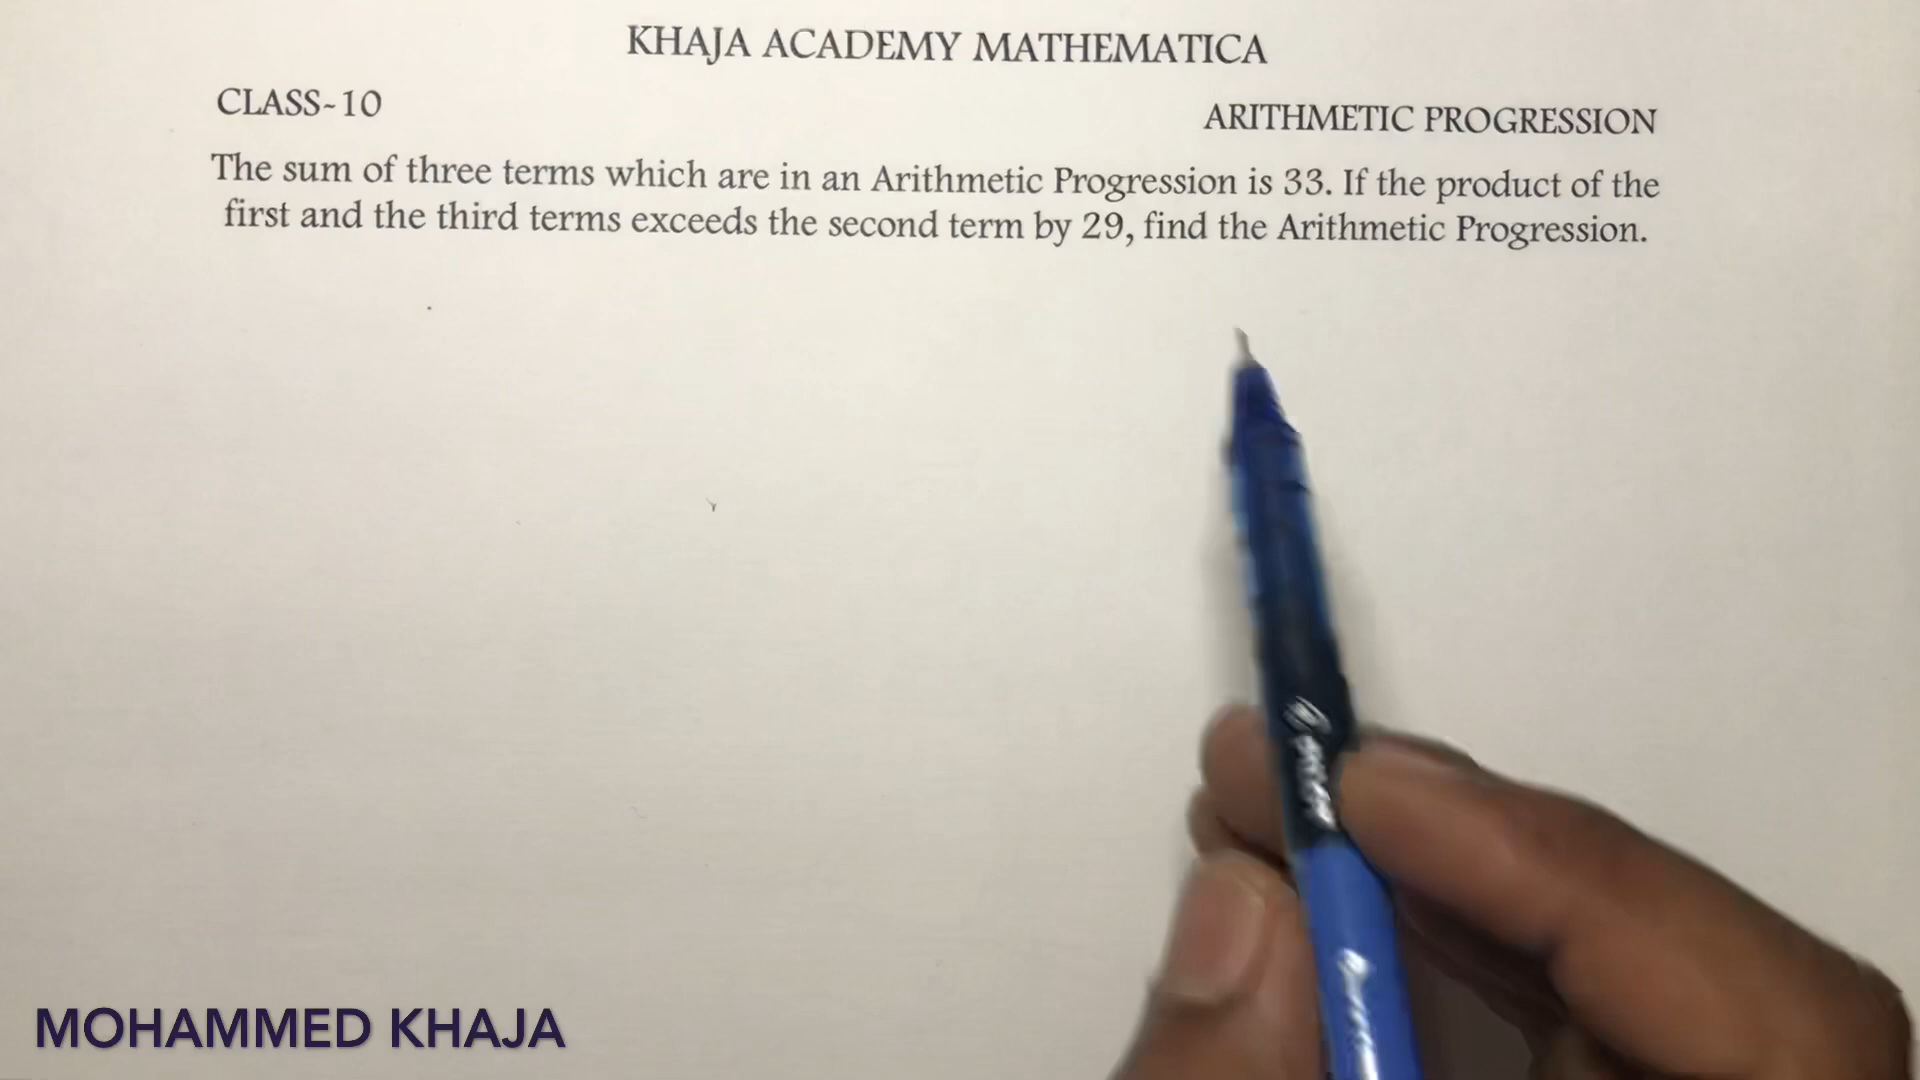 KHAJA ACADEMY MATHEMATICA
CLASS~10
ARITHMETIC PROGRESSION
The sum of three terms which are in an Arithmetic Progression is 33. If the product of the
first and the third terms exceeds the second term by 29, find the Arithmetic Progression.
MOHAMMED KHAJA